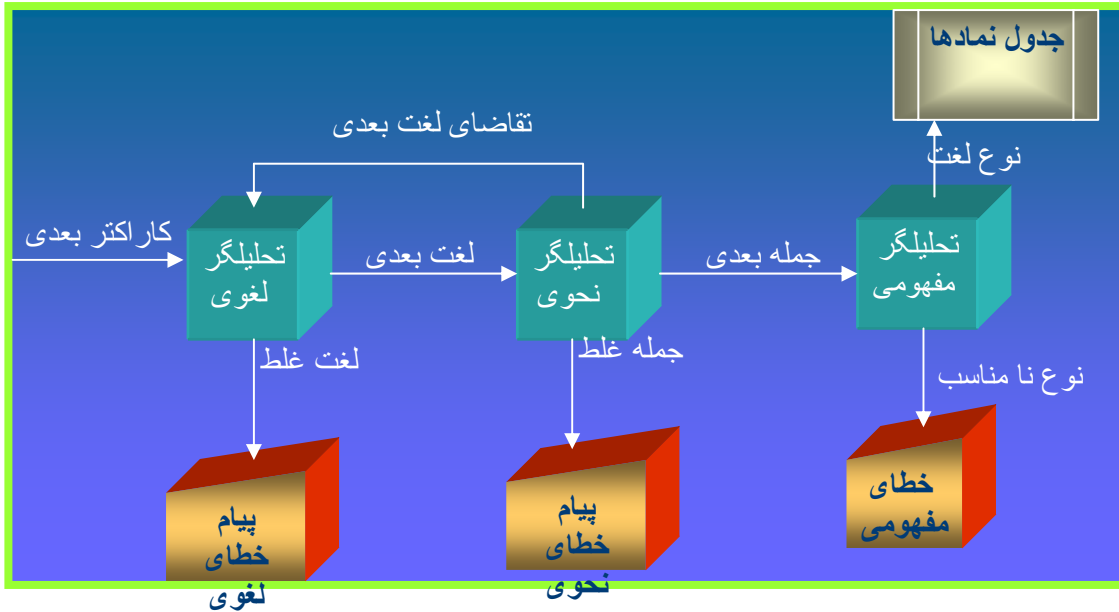 جدول نمادها
تقاضای لغت بعدی
نوع لغت
کاراکتر بعدی
تحلیلگر
لغوی
لغت بعدی
تحلیلگر
نحوی
جمله بعدی
تحلیلگر
مفهومی
لغت غلط
جمله غلط
نوع نا مناسب
پیام
خطای
لغوی
پیام
خطای
نحوی
خطای
مفهومی